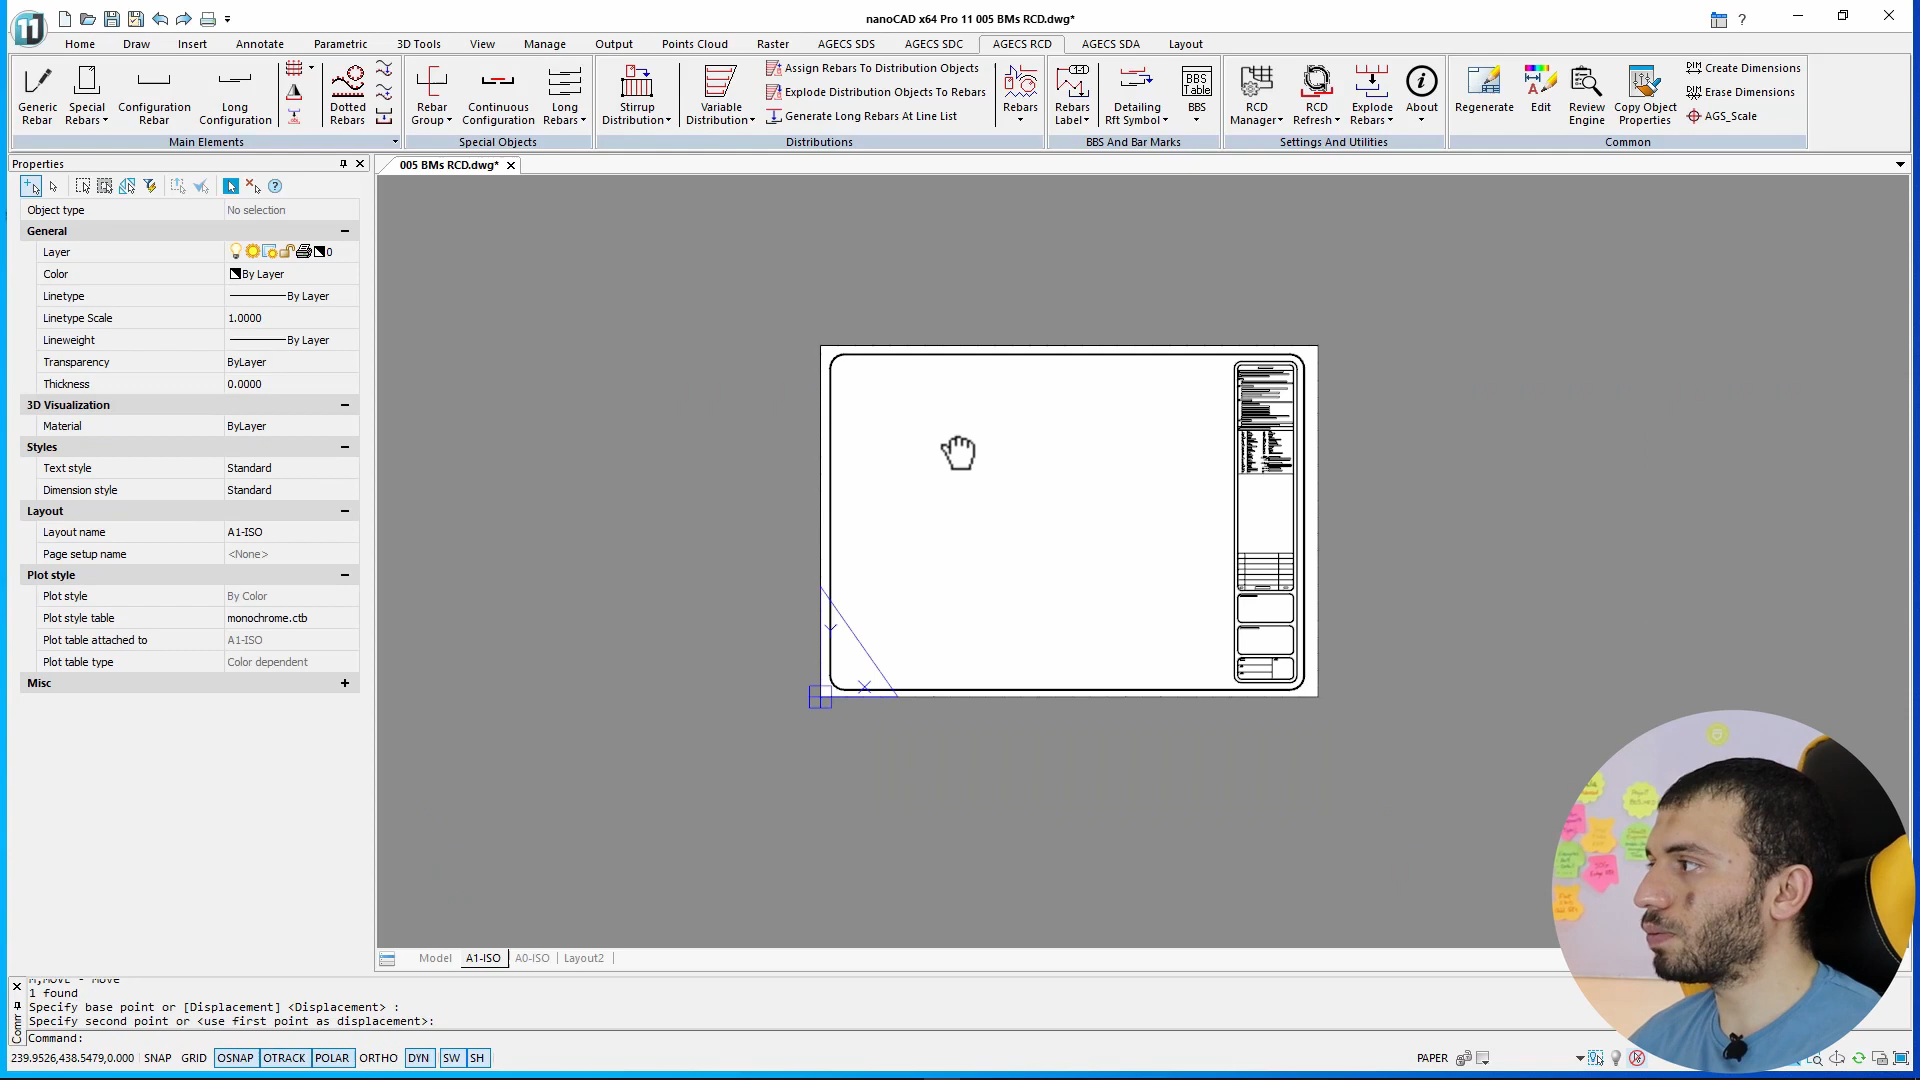 nanoCAD x64 Pro 11 005 BMs RCD.dwg*
Home Draw Insert Annotate Parametric 3D Tools View Manage Output Points Cloud Raster AGECS SDS AGECS SDC AGECS RCD AGECS SDA Layout
Generic Rebar
Special Rebars
Configuration Rebar
Long Configuration
Dotted Rebars
Main Elements
Rebar Group
Continuous Configuration
Long Rebars
Special Objects
Stirrup Distribution
Variable Distribution
Assign Rebars To Distribution Objects
Explode Distribution Objects To Rebars
Generate Long Rebars At Line List
Rebars
Distributions
Rebars Label
Detailing Rft Symbol
BBS Table
BBS
BBS And Bar Marks
RCD Manager
RCD Refresh
Explode Rebars
About
Settings And Utilities
Regenerate
Edit
Review Engine
Copy Object Properties
Create Dimensions
Erase Dimensions
AGS_Scale
Common
Properties
005 BMs RCD.dwg*
Object type No selection
General
Layer 0
Color By Layer
Linetype By Layer
Linetype Scale 1.0000
Lineweight By Layer
Transparency ByLayer
Thickness 0.0000
3D Visualization
Material ByLayer
Styles
Text style Standard
Dimension style Standard
Layout
Layout name A1-ISO
Page setup name <None>
Plot style
Plot style By Color
Plot style table monochrome.ctb
Plot table attached to A1-ISO
Plot table type Color dependent
Misc
Model A1-ISO A0-ISO Layout2
M,MOVE - Move
1 found
Specify base point or [Displacement] <Displacement> :
Specify second point or <use first point as displacement>:
Command:
239.9526,438.5479,0.000 SNAP GRID OSNAP OTRACK POLAR ORTHO DYN SW SH PAPER